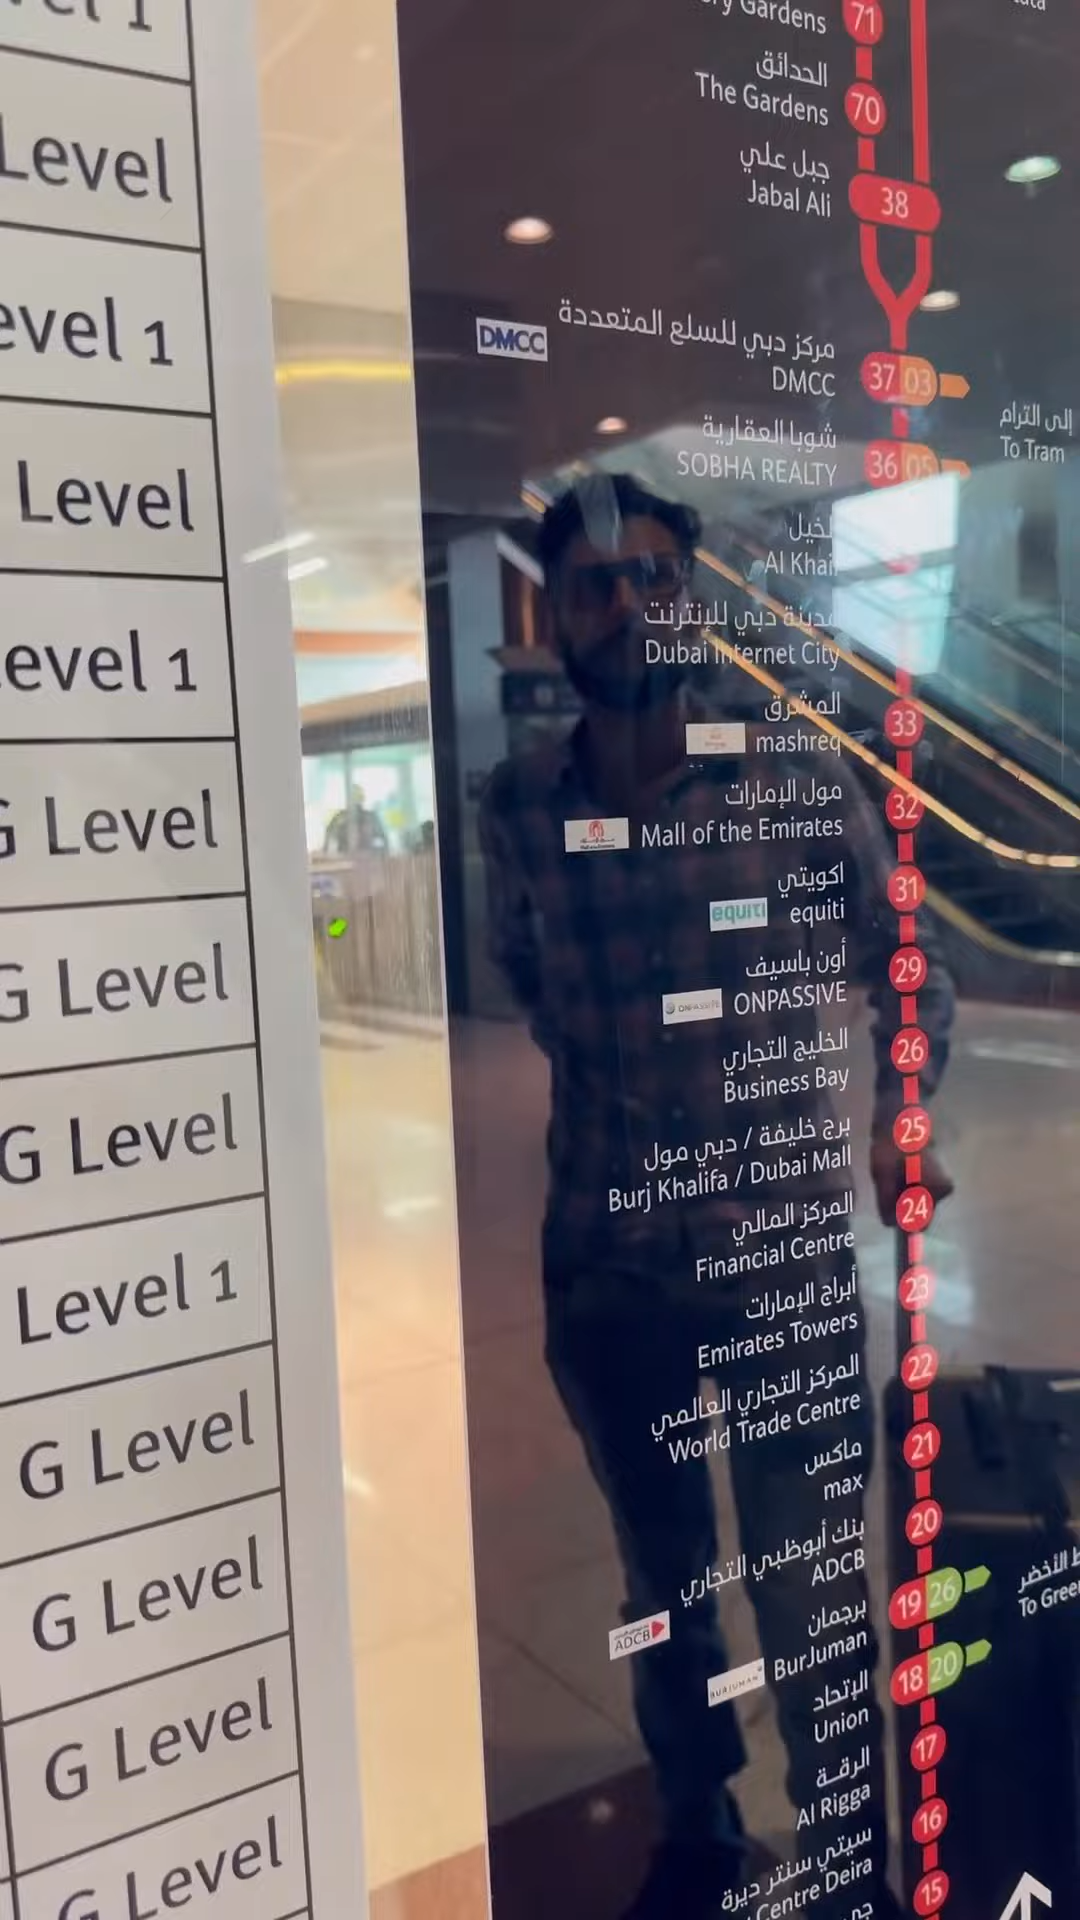 Level
Level 1
Level
Level 1
G Level
G Level
G Level
Level 1
G Level
G Level
G Level
G Level
Gardens
71
الحدائق
The Gardens
70
جبل علي
Jabal Ali
38
مركز دبي للسلع المتعددة
DMCC
DMCC
37 03
إلى الترام
To Tram
شوبا العقارية
SOBHA REALTY
36 05
Al Khail
دبي للإنترنت
Dubai Internet City
المشرق
mashreq
33
مول الإمارات
Mall of the Emirates
32
اكويتي
equiti
equiti
31
أون باسيف
ONPASSIVE
ONPASSIVE
29
الخليج التجاري
Business Bay
26
برج خليفة / دبي مول
Burj Khalifa / Dubai Mall
25
المركز المالي
Financial Centre
24
أبراج الإمارات
Emirates Towers
23
المركز التجاري العالمي
World Trade Centre
22
ماكس
max
21
بنك أبوظبي التجاري
ADCB
ADCB
20
برجمان
BurJuman
BURJUMAN
19 26
الأخضر
To Green
الإتحاد
Union
18 20
الرقة
Al Rigga
17
سيتي سنتر ديرة
Centre Deira
16
15